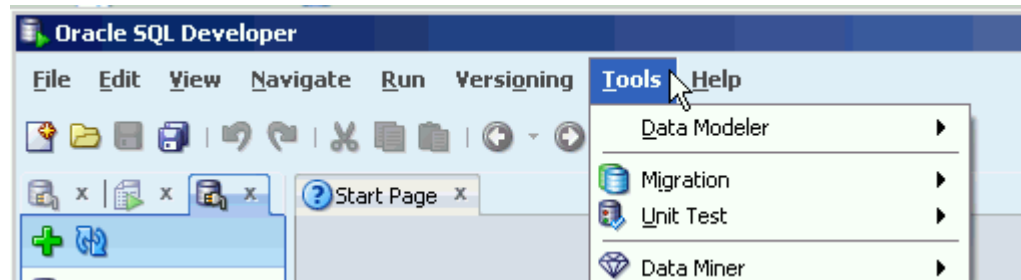 Oracle SQL Developer
File Edit View Navigate Run Versioning Tools Help
Data Modeler
Migration
Start Page
Unit Test
Data Miner